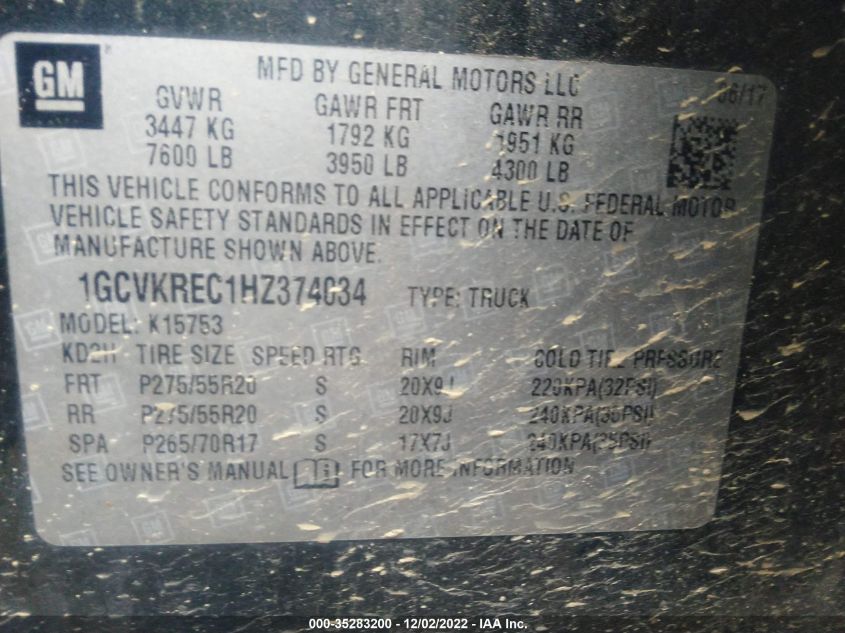 GM
MFD BY GENERAL MOTORS LLC
06/17
GVWR GAWR FRT GAWR RR
3447 KG 1792 KG 1951 KG
7600 LB 3950 LB 4300 LB
THIS VEHICLE CONFORMS TO ALL APPLICABLE U.S. FEDERAL MOTOR
VEHICLE SAFETY STANDARDS IN EFFECT ON THE DATE OF
MANUFACTURE SHOWN ABOVE.
1GCVKREC1HZ374034 TYPE: TRUCK
MODEL: K15753
KD2H TIRE SIZE SPEED RTG RIM COLD TIRE PRESSURE
FRT P275/55R20 S 20X9J 220KPA(32PSI)
RR P275/55R20 S 20X9J 240KPA(35PSI)
SPA P265/70R17 S 17X7J 240KPA(35PSI)
SEE OWNER'S MANUAL FOR MORE INFORMATION
000-35283200 - 12/02/2022 - IAA Inc.